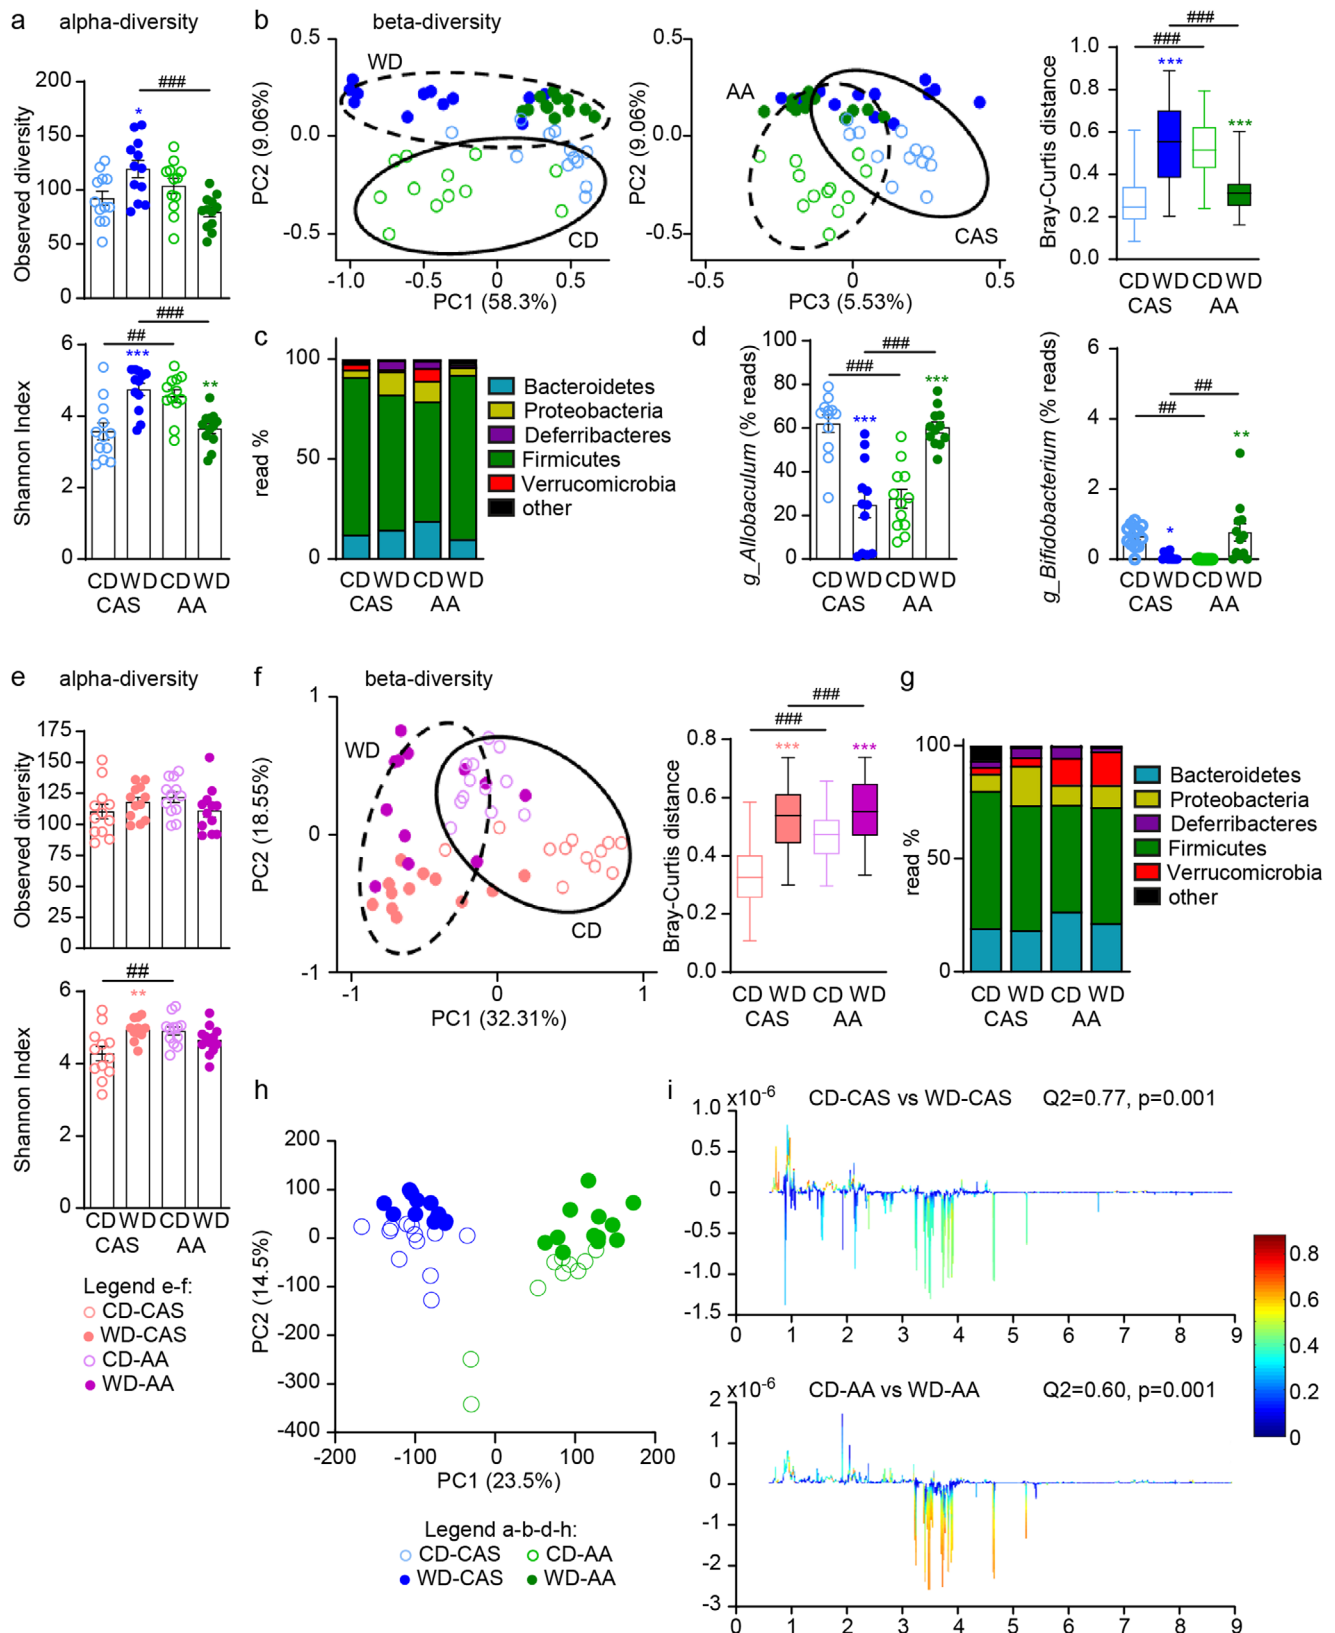 a alpha-diversity
Observed diversity
200
150
100
50
0
*
###
Shannon Index
6
4
2
0
##
###
***
**
CD WD CD WD
CAS AA
b beta-diversity
PC2 (9.06%)
0.5
0.0
-0.5
WD
CD
-1.0 -0.5 0 0.5
PC1 (58.3%)
PC2 (9.06%)
0.5
0.0
-0.5
AA
CAS
-0.5 0 0.5
PC3 (5.53%)
Bray-Curtis distance
1.0
0.8
0.6
0.4
0.2
0
###
###
***
***
CD WD CD WD
CAS AA
c
read %
100
50
0
CD WD CD WD
CAS AA
Bacteroidetes
Proteobacteria
Deferribacteres
Firmicutes
Verrucomicrobia
other
d
g_Allobaculum (% reads)
100
80
60
40
20
0
###
###
***
***
CD WD CD WD
CAS AA
g_Bifidobacterium (% reads)
6
4
2
0
##
##
*
**
CD WD CD WD
CAS AA
e alpha-diversity
Observed diversity
175
150
125
100
75
50
125
0
Shannon Index
6
4
2
0
##
**
CD WD CD WD
CAS AA
Legend e-f:
CD-CAS
WD-CAS
CD-AA
WD-AA
f beta-diversity
PC2 (18.55%)
1
0
-1
WD
CD
-1 0 1
PC1 (32.31%)
Bray-Curtis distance
0.8
0.6
0.4
0.2
0.0
###
###
***
***
CD WD CD WD
CAS AA
g
read %
100
50
0
CD WD CD WD
CAS AA
Bacteroidetes
Proteobacteria
Deferribacteres
Firmicutes
Verrucomicrobia
other
h
PC2 (14.5%)
200
100
0
-100
-200
-300
-400
-200 -100 0 100 200
PC1 (23.5%)
Legend a-b-d-h:
CD-CAS CD-AA
WD-CAS WD-AA
i
x10-6
CD-CAS vs WD-CAS Q2=0.77, p=0.001
1.0
0.5
0
-0.5
-1.0
-1.5
0 1 2 3 4 5 6 7 8 9
x10-6
CD-AA vs WD-AA Q2=0.60, p=0.001
2
1
0
-1
-2
-3
0 1 2 3 4 5 6 7 8 9
0.8
0.6
0.4
0.2
0